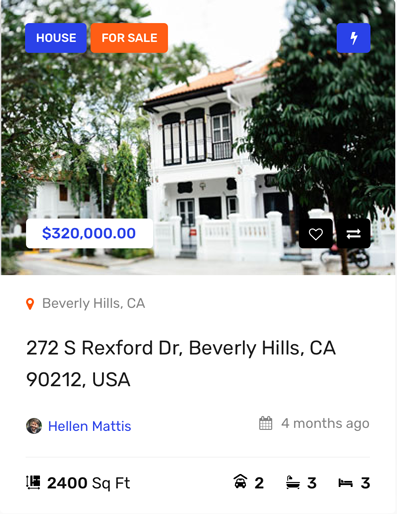 HOUSE FOR SALE
$320,000.00
Beverly Hills, CA
272 S Rexford Dr, Beverly Hills, CA
90212, USA
Hellen Mattis 4 months ago
2400 Sq Ft 2 3 3